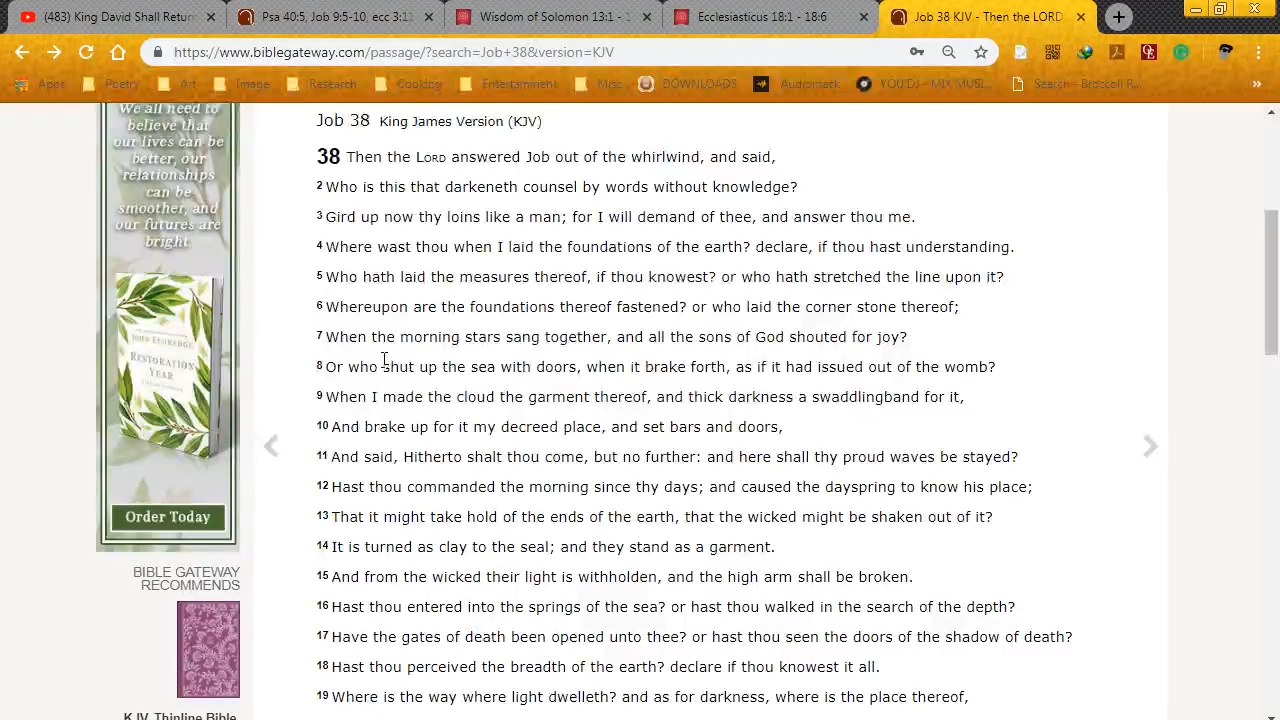 (483) King David Shall Retur
Psa 40:5, Job 9:5-10, ecc 3:11
Wisdom of Solomon 13:1 - 1
Ecclesiasticus 18:1 - 18:6
Job 38 KJV - Then the LORD
https://www.biblegateway.com/passage/?search=Job+38&version=KJV
Apps Poetry Art Image Research Cooking Entertainment Misc DOWNLOADS Audiomack YOU'DJ - MIX MUSI... Search - Broccoli R... »
We all need to
believe that
our lives can be
better, our
relationships
can be
smoother, and
our futures are
bright.
JOHN ELDREDGE
RESTORATION
YEAR
Order Today
BIBLE GATEWAY
RECOMMENDS
KJV, Thinline Bible
Job 38 King James Version (KJV)
38 Then the LORD answered Job out of the whirlwind, and said,
2 Who is this that darkeneth counsel by words without knowledge?
3 Gird up now thy loins like a man; for I will demand of thee, and answer thou me.
4 Where wast thou when I laid the foundations of the earth? declare, if thou hast understanding.
5 Who hath laid the measures thereof, if thou knowest? or who hath stretched the line upon it?
6 Whereupon are the foundations thereof fastened? or who laid the corner stone thereof;
7 When the morning stars sang together, and all the sons of God shouted for joy?
8 Or who shut up the sea with doors, when it brake forth, as if it had issued out of the womb?
9 When I made the cloud the garment thereof, and thick darkness a swaddlingband for it,
10 And brake up for it my decreed place, and set bars and doors,
11 And said, Hitherto shalt thou come, but no further: and here shall thy proud waves be stayed?
12 Hast thou commanded the morning since thy days; and caused the dayspring to know his place;
13 That it might take hold of the ends of the earth, that the wicked might be shaken out of it?
14 It is turned as clay to the seal; and they stand as a garment.
15 And from the wicked their light is withholden, and the high arm shall be broken.
16 Hast thou entered into the springs of the sea? or hast thou walked in the search of the depth?
17 Have the gates of death been opened unto thee? or hast thou seen the doors of the shadow of death?
18 Hast thou perceived the breadth of the earth? declare if thou knowest it all.
19 Where is the way where light dwelleth? and as for darkness, where is the place thereof,